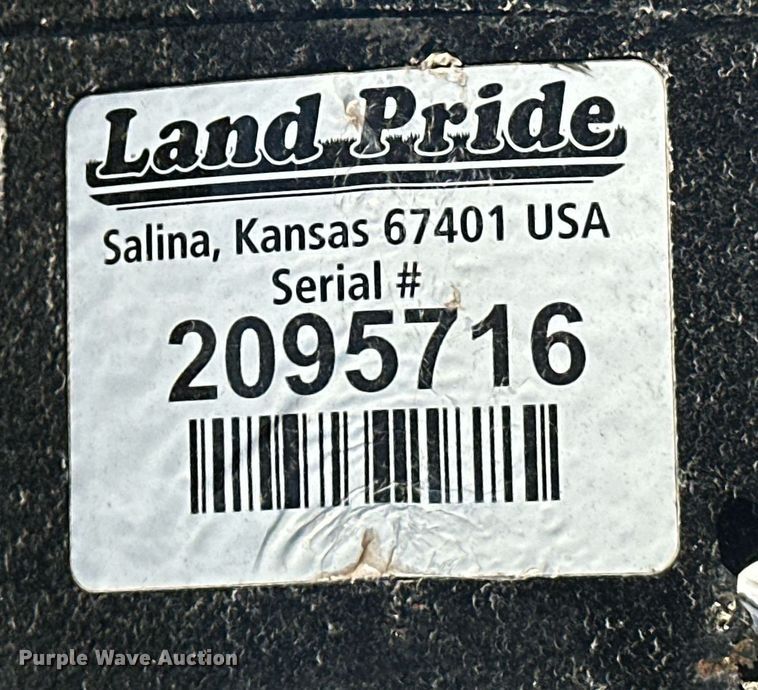 Land Pride
Salina, Kansas 67401 USA
Serial #
2095716
Purple Wave Auction